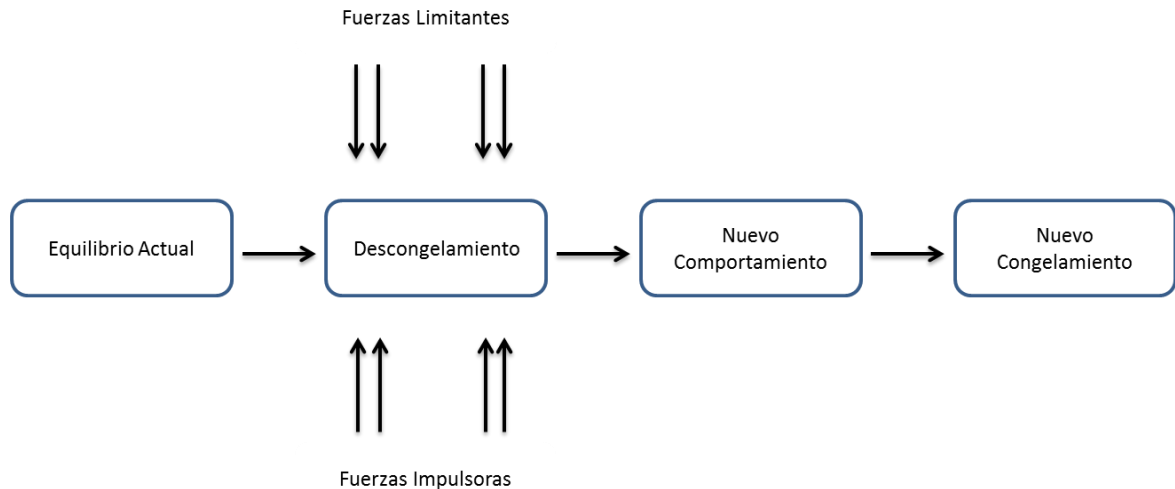 Fuerzas Limitantes
Equilibrio Actual
Descongelamiento
Nuevo
Comportamiento
Nuevo
Congelamiento
Fuerzas Impulsoras